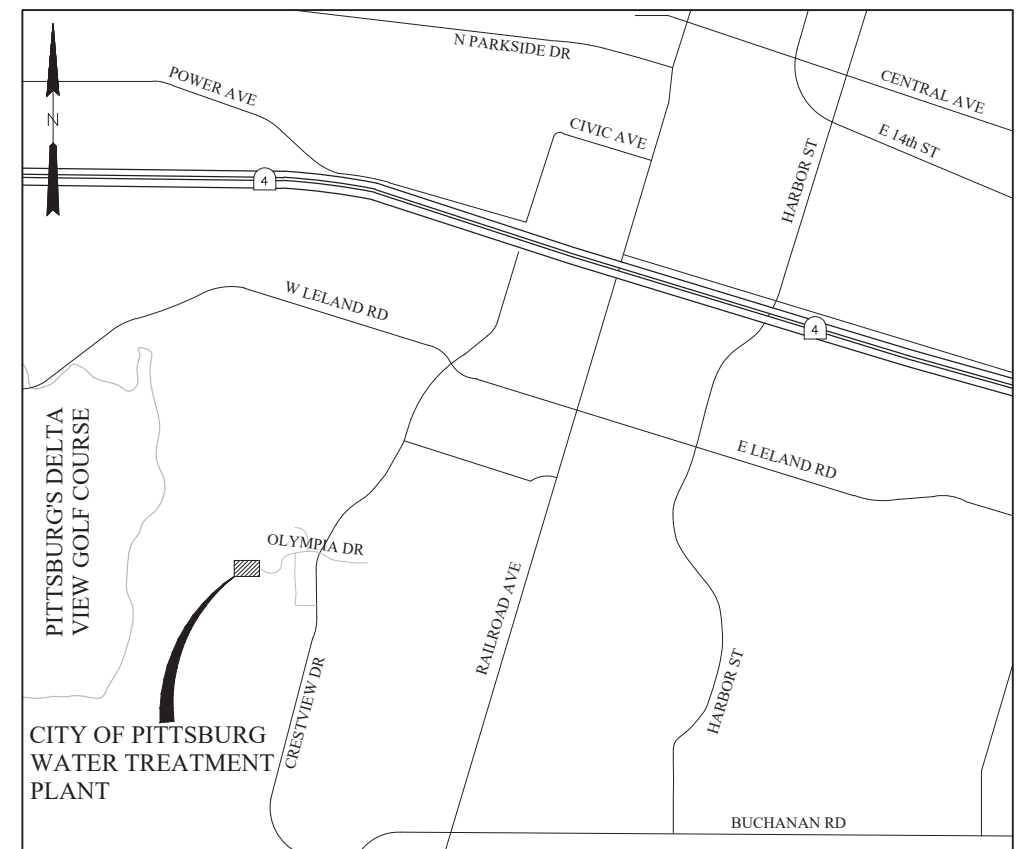 N PARKSIDE DR
POWER AVE
CENTRAL AVE
N
CIVIC AVE
E 14th ST
HARBOR ST
4
W LELAND RD
4
PITTSBURG'S DELTA
VIEW GOLF COURSE
E LELAND RD
OLYMPIA DR
RAILROAD AVE
HARBOR ST
CRESTVIEW DR
CITY OF PITTSBURG
WATER TREATMENT
PLANT
BUCHANAN RD